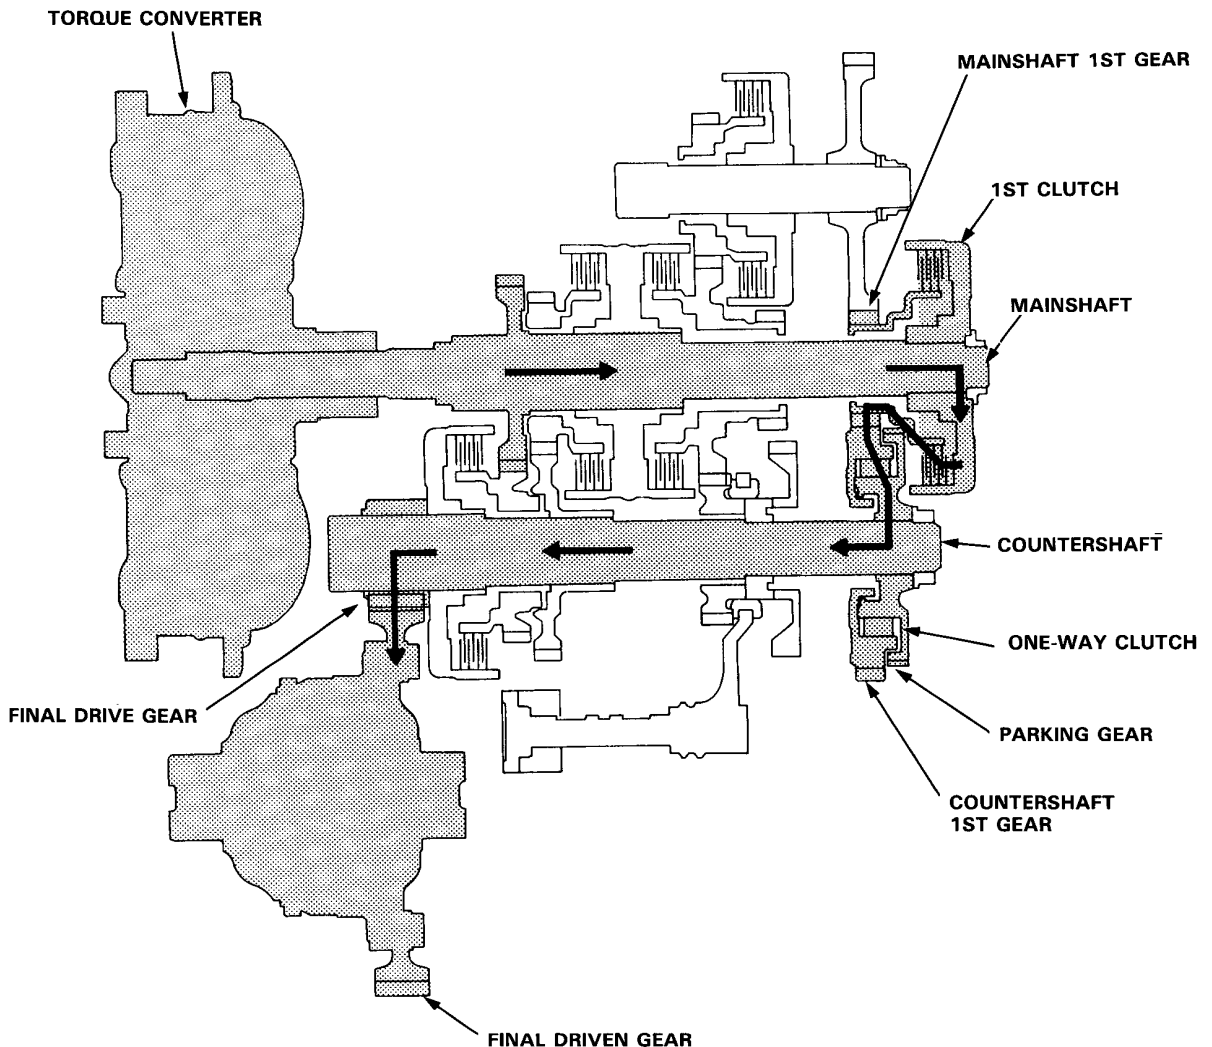 TORQUE CONVERTER
MAINSHAFT 1ST GEAR
1ST CLUTCH
MAINSHAFT
COUNTERSHAFT
ONE-WAY CLUTCH
FINAL DRIVE GEAR
PARKING GEAR
COUNTERSHAFT
1ST GEAR
FINAL DRIVEN GEAR